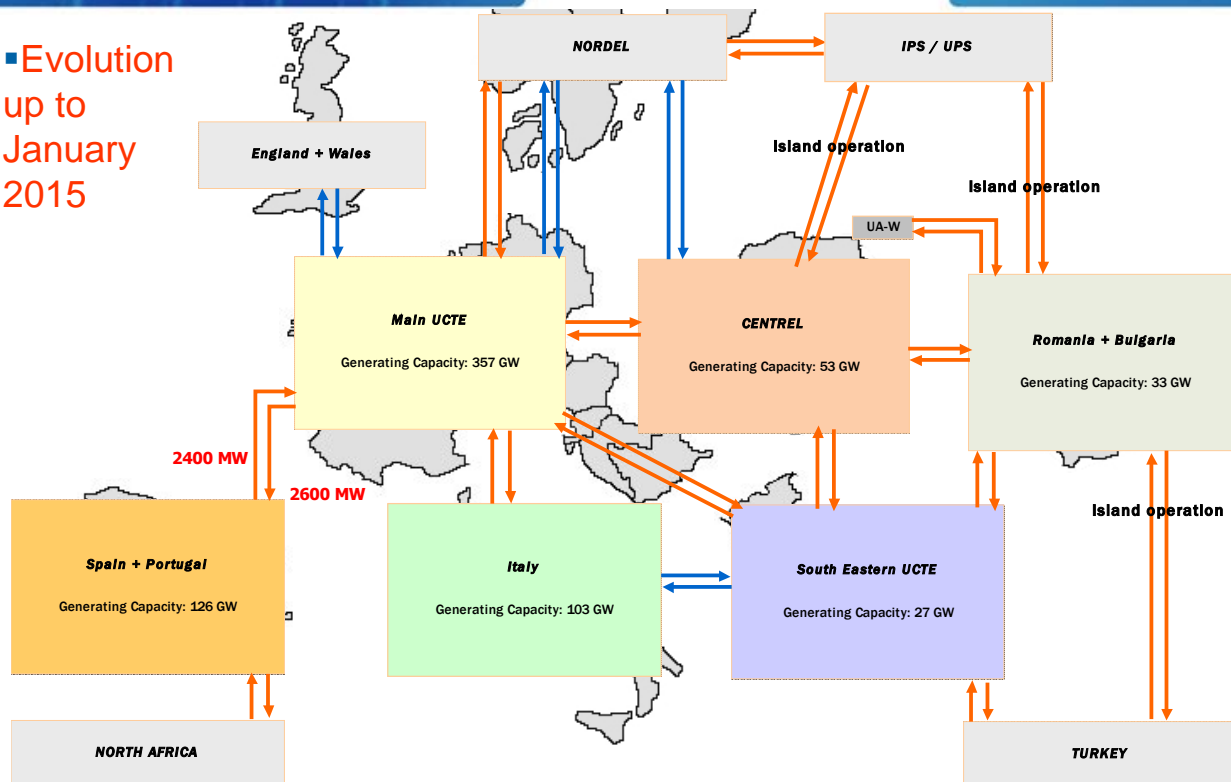 ▪Evolution
up to
January
2015
NORDEL
IPS / UPS
England + Wales
Island operation
Island operation
UA-W
Main UCTE
Generating Capacity: 357 GW
CENTREL
Generating Capacity: 53 GW
Romania + Bulgaria
Generating Capacity: 33 GW
2400 MW
2600 MW
Island operation
Spain + Portugal
Generating Capacity: 126 GW
Italy
Generating Capacity: 103 GW
South Eastern UCTE
Generating Capacity: 27 GW
NORTH AFRICA
TURKEY